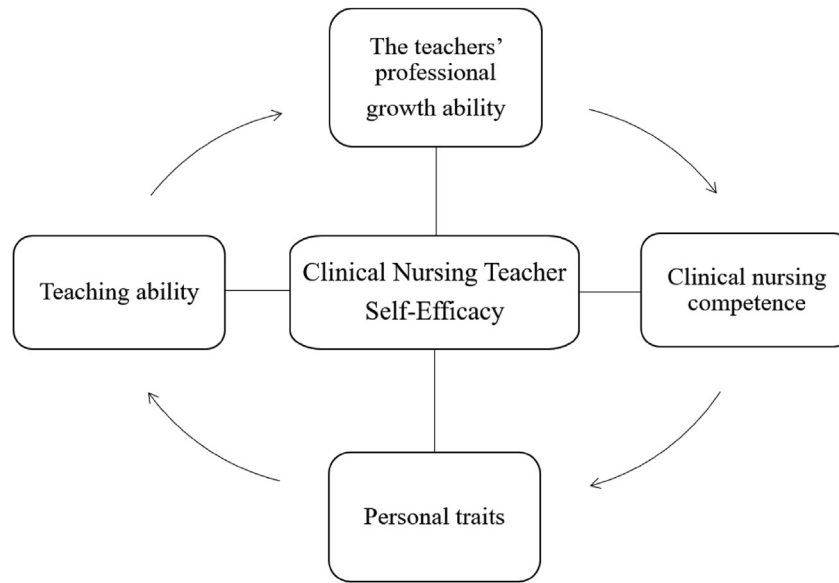 The teachers’
professional
growth ability
Teaching ability
Clinical Nursing Teacher
Self-Efficacy
Clinical nursing
competence
Personal traits